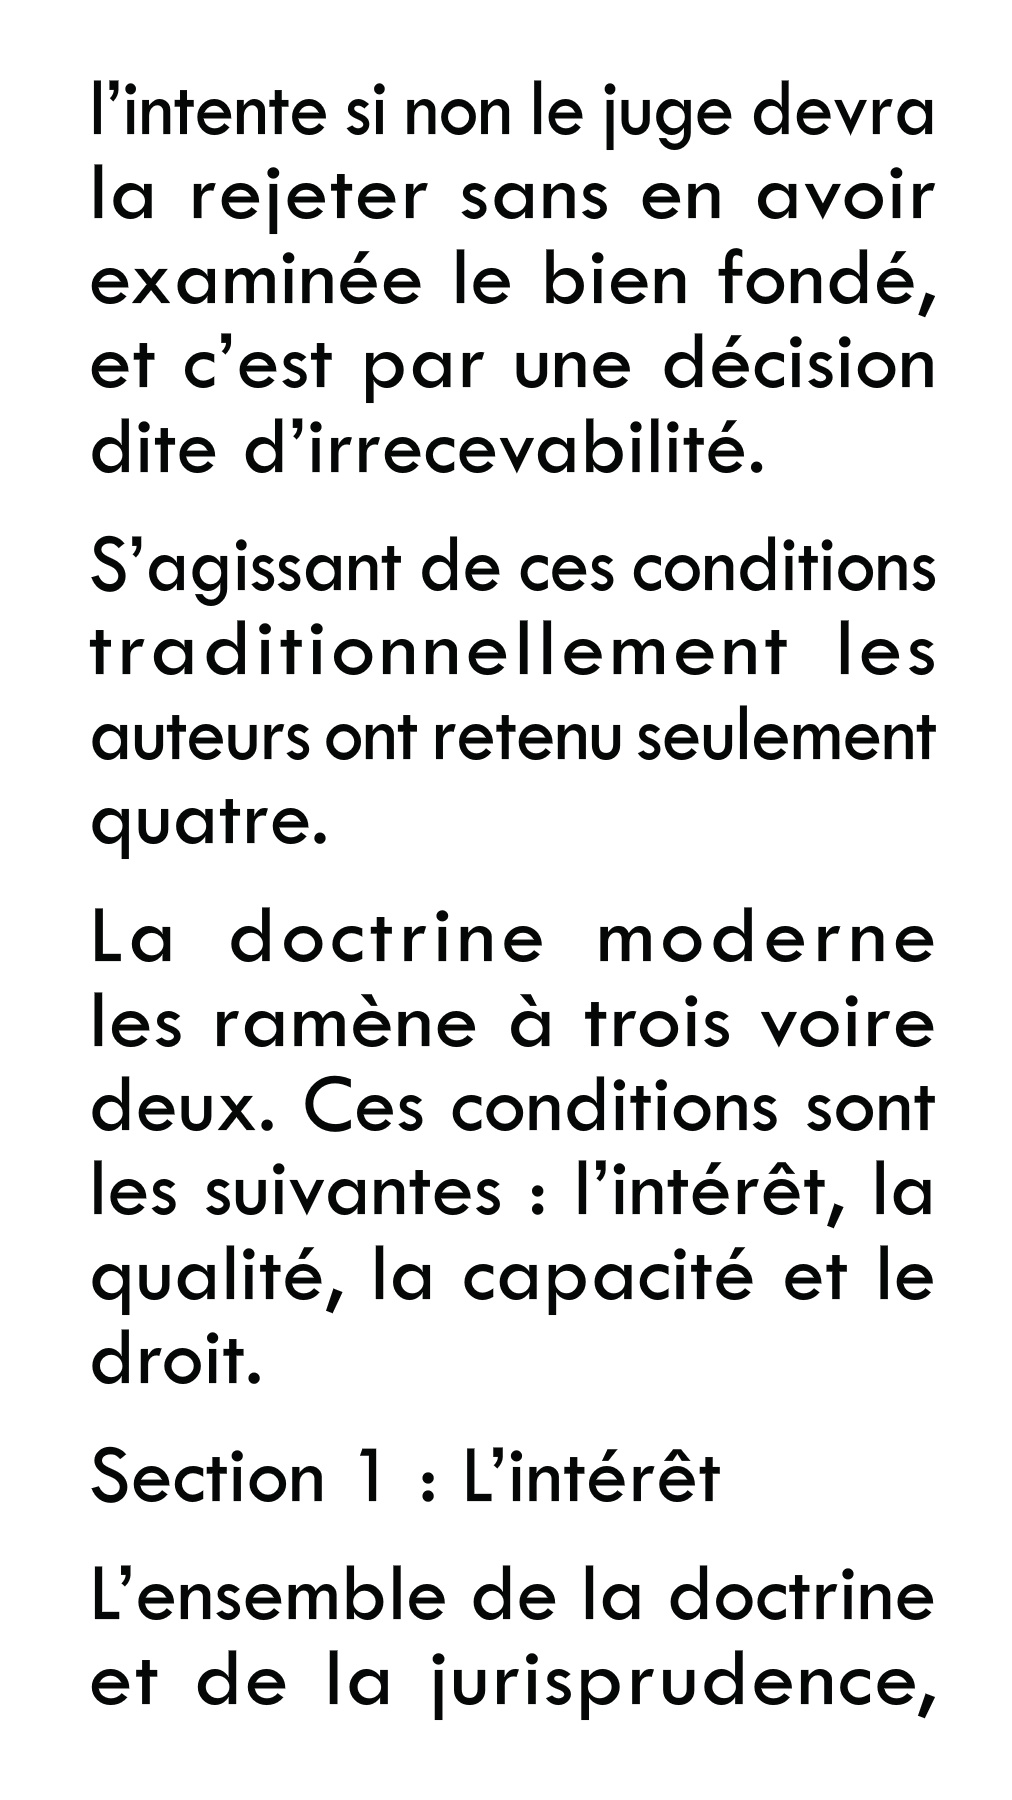 l’intente si non le juge devra
la rejeter sans en avoir
examinée le bien fondé,
et c’est par une décision
dite d’irrecevabilité.
S’agissant de ces conditions
traditionnellement les
auteurs ont retenu seulement
quatre.
La doctrine moderne
les ramène à trois voire
deux. Ces conditions sont
les suivantes : l’intérêt, la
qualité, la capacité et le
droit.
Section 1 : L’intérêt
L’ensemble de la doctrine
et de la jurisprudence,